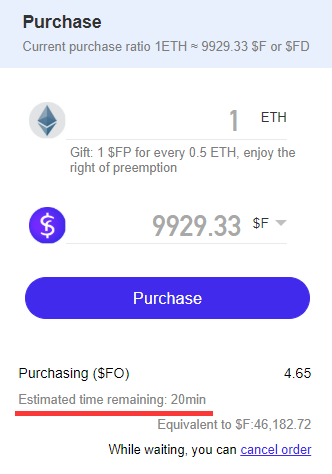 Purchase
Current purchase ratio 1ETH ≈ 9929.33 $F or $FD
1 ETH
Gift: 1 $FP for every 0.5 ETH, enjoy the
right of preemption
9929.33 $F
Purchase
Purchasing ($FO) 4.65
Estimated time remaining: 20min
Equivalent to $F:46,182.72
While waiting, you can cancel order